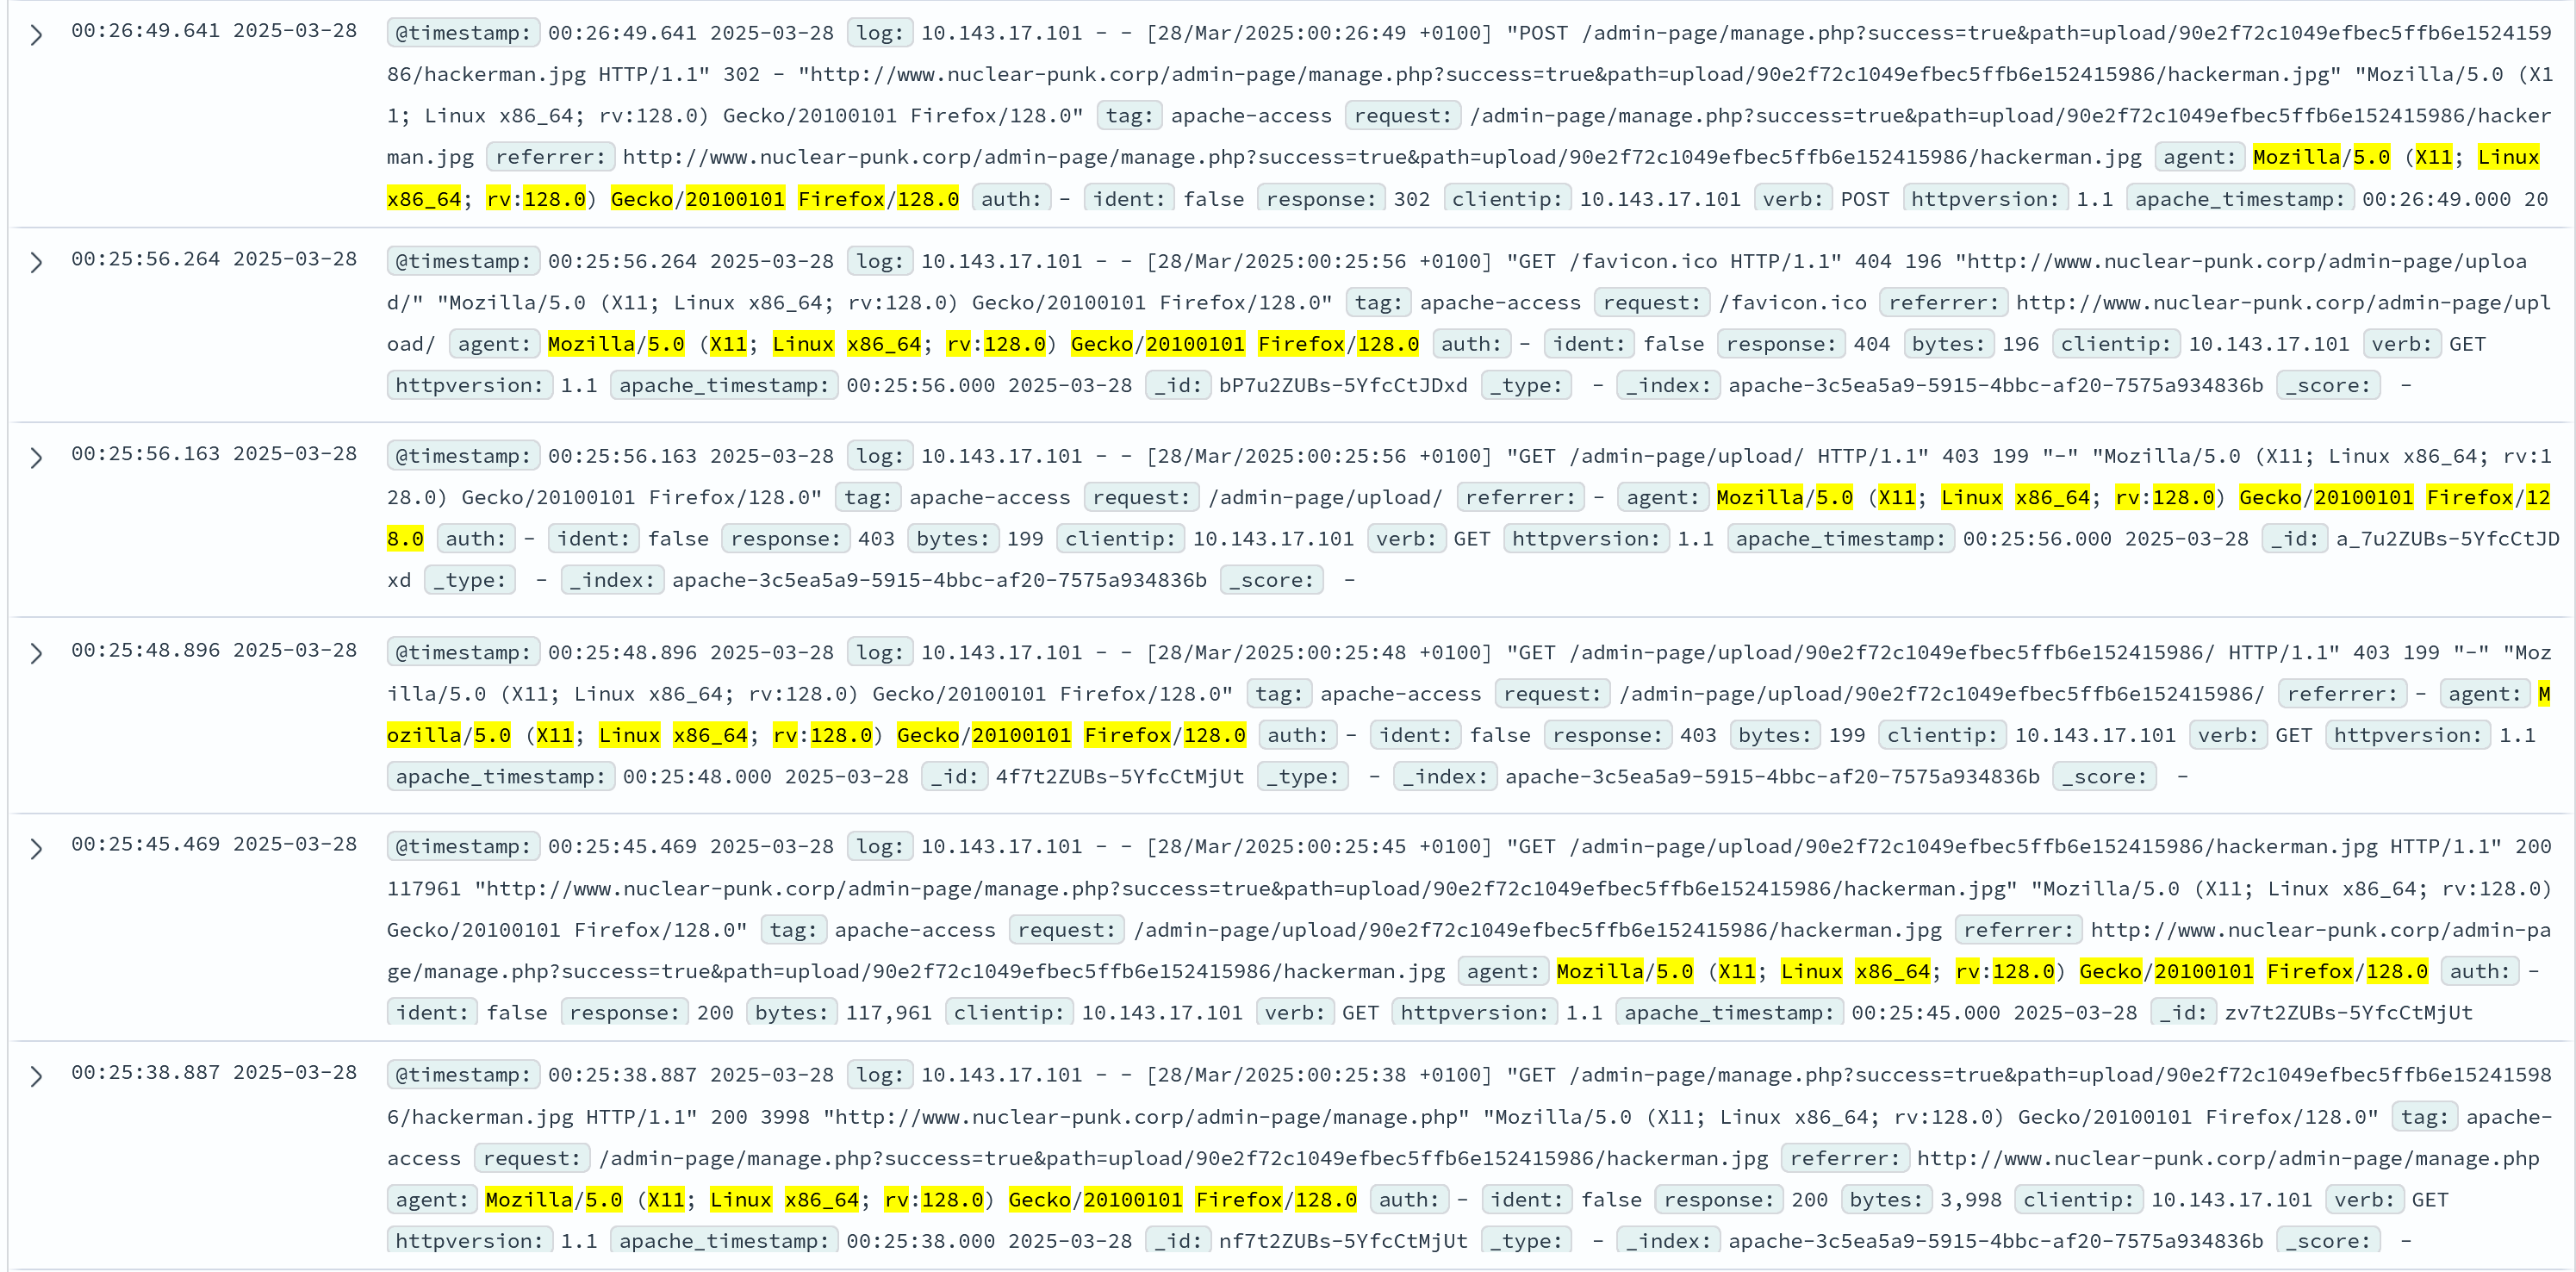 00:26:49.641 2025-03-28 @timestamp: 00:26:49.641 2025-03-28 log: 10.143.17.101 - - [28/Mar/2025:00:26:49 +0100] "POST /admin-page/manage.php?success=true&path=upload/90e2f72c1049efbec5ffb6e1524159
86/hackerman.jpg HTTP/1.1" 302 - "http://www.nuclear-punk.corp/admin-page/manage.php?success=true&path=upload/90e2f72c1049efbec5ffb6e152415986/hackerman.jpg" "Mozilla/5.0 (X1
1; Linux x86_64; rv:128.0) Gecko/20100101 Firefox/128.0" tag: apache-access request: /admin-page/manage.php?success=true&path=upload/90e2f72c1049efbec5ffb6e152415986/hacker
man.jpg referrer: http://www.nuclear-punk.corp/admin-page/manage.php?success=true&path=upload/90e2f72c1049efbec5ffb6e152415986/hackerman.jpg agent: Mozilla/5.0 (X11; Linux
x86_64; rv:128.0) Gecko/20100101 Firefox/128.0 auth: - ident: false response: 302 clientip: 10.143.17.101 verb: POST httpversion: 1.1 apache_timestamp: 00:26:49.000 20
00:25:56.264 2025-03-28 @timestamp: 00:25:56.264 2025-03-28 log: 10.143.17.101 - - [28/Mar/2025:00:25:56 +0100] "GET /favicon.ico HTTP/1.1" 404 196 "http://www.nuclear-punk.corp/admin-page/uploa
d/" "Mozilla/5.0 (X11; Linux x86_64; rv:128.0) Gecko/20100101 Firefox/128.0" tag: apache-access request: /favicon.ico referrer: http://www.nuclear-punk.corp/admin-page/upl
oad/ agent: Mozilla/5.0 (X11; Linux x86_64; rv:128.0) Gecko/20100101 Firefox/128.0 auth: - ident: false response: 404 bytes: 196 clientip: 10.143.17.101 verb: GET
httpversion: 1.1 apache_timestamp: 00:25:56.000 2025-03-28 _id: bP7u2ZUBs-5YfcCtJDxd _type: - _index: apache-3c5ea5a9-5915-4bbc-af20-7575a934836b _score: -
00:25:56.163 2025-03-28 @timestamp: 00:25:56.163 2025-03-28 log: 10.143.17.101 - - [28/Mar/2025:00:25:56 +0100] "GET /admin-page/upload/ HTTP/1.1" 403 199 "-" "Mozilla/5.0 (X11; Linux x86_64; rv:1
28.0) Gecko/20100101 Firefox/128.0" tag: apache-access request: /admin-page/upload/ referrer: - agent: Mozilla/5.0 (X11; Linux x86_64; rv:128.0) Gecko/20100101 Firefox/12
8.0 auth: - ident: false response: 403 bytes: 199 clientip: 10.143.17.101 verb: GET httpversion: 1.1 apache_timestamp: 00:25:56.000 2025-03-28 _id: a_7u2ZUBs-5YfcCtJD
xd _type: - _index: apache-3c5ea5a9-5915-4bbc-af20-7575a934836b _score: -
00:25:48.896 2025-03-28 @timestamp: 00:25:48.896 2025-03-28 log: 10.143.17.101 - - [28/Mar/2025:00:25:48 +0100] "GET /admin-page/upload/90e2f72c1049efbec5ffb6e152415986/ HTTP/1.1" 403 199 "-" "Moz
illa/5.0 (X11; Linux x86_64; rv:128.0) Gecko/20100101 Firefox/128.0" tag: apache-access request: /admin-page/upload/90e2f72c1049efbec5ffb6e152415986/ referrer: - agent: M
ozilla/5.0 (X11; Linux x86_64; rv:128.0) Gecko/20100101 Firefox/128.0 auth: - ident: false response: 403 bytes: 199 clientip: 10.143.17.101 verb: GET httpversion: 1.1
apache_timestamp: 00:25:48.000 2025-03-28 _id: 4f7t2ZUBs-5YfcCtMjUt _type: - _index: apache-3c5ea5a9-5915-4bbc-af20-7575a934836b _score: -
00:25:45.469 2025-03-28 @timestamp: 00:25:45.469 2025-03-28 log: 10.143.17.101 - - [28/Mar/2025:00:25:45 +0100] "GET /admin-page/upload/90e2f72c1049efbec5ffb6e152415986/hackerman.jpg HTTP/1.1" 200
117961 "http://www.nuclear-punk.corp/admin-page/manage.php?success=true&path=upload/90e2f72c1049efbec5ffb6e152415986/hackerman.jpg" "Mozilla/5.0 (X11; Linux x86_64; rv:128.0)
Gecko/20100101 Firefox/128.0" tag: apache-access request: /admin-page/upload/90e2f72c1049efbec5ffb6e152415986/hackerman.jpg referrer: http://www.nuclear-punk.corp/admin-pa
ge/manage.php?success=true&path=upload/90e2f72c1049efbec5ffb6e152415986/hackerman.jpg agent: Mozilla/5.0 (X11; Linux x86_64; rv:128.0) Gecko/20100101 Firefox/128.0 auth: -
ident: false response: 200 bytes: 117,961 clientip: 10.143.17.101 verb: GET httpversion: 1.1 apache_timestamp: 00:25:45.000 2025-03-28 _id: zv7t2ZUBs-5YfcCtMjUt
00:25:38.887 2025-03-28 @timestamp: 00:25:38.887 2025-03-28 log: 10.143.17.101 - - [28/Mar/2025:00:25:38 +0100] "GET /admin-page/manage.php?success=true&path=upload/90e2f72c1049efbec5ffb6e15241598
6/hackerman.jpg HTTP/1.1" 200 3998 "http://www.nuclear-punk.corp/admin-page/manage.php" "Mozilla/5.0 (X11; Linux x86_64; rv:128.0) Gecko/20100101 Firefox/128.0" tag: apache-
access request: /admin-page/manage.php?success=true&path=upload/90e2f72c1049efbec5ffb6e152415986/hackerman.jpg referrer: http://www.nuclear-punk.corp/admin-page/manage.php
agent: Mozilla/5.0 (X11; Linux x86_64; rv:128.0) Gecko/20100101 Firefox/128.0 auth: - ident: false response: 200 bytes: 3,998 clientip: 10.143.17.101 verb: GET
httpversion: 1.1 apache_timestamp: 00:25:38.000 2025-03-28 _id: nf7t2ZUBs-5YfcCtMjUt _type: - _index: apache-3c5ea5a9-5915-4bbc-af20-7575a934836b _score: -